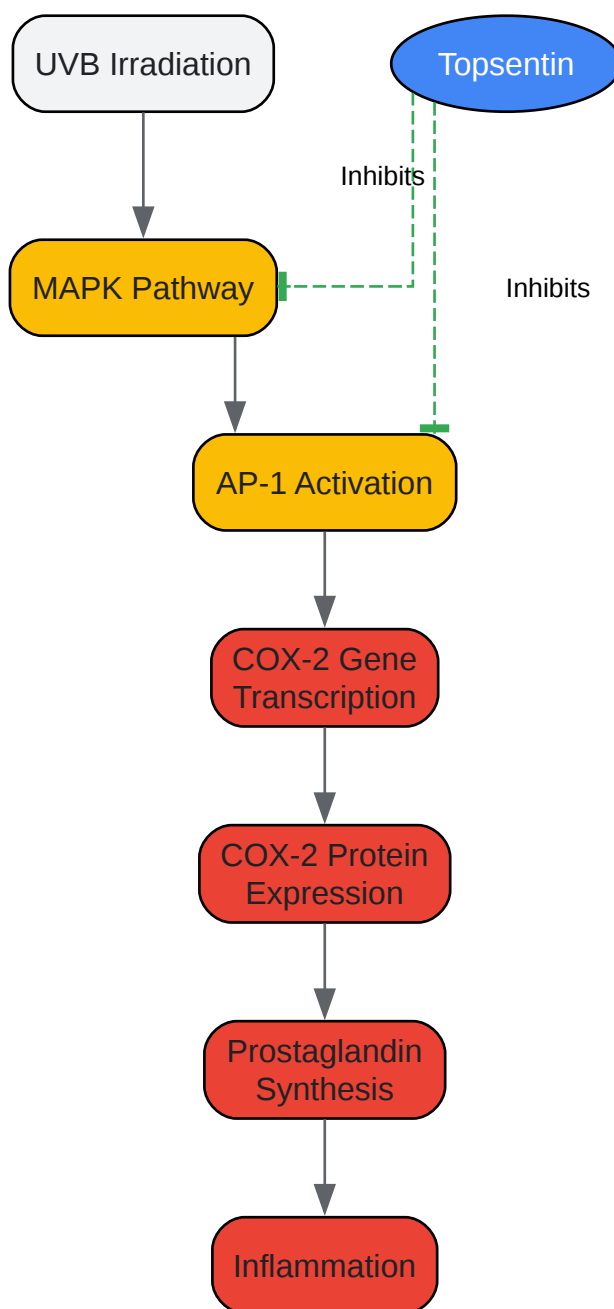 UVB Irradiation
Topsentin
Inhibits
MAPK Pathway
Inhibits
AP-1 Activation
COX-2 Gene
Transcription
COX-2 Protein
Expression
Prostaglandin
Synthesis
Inflammation